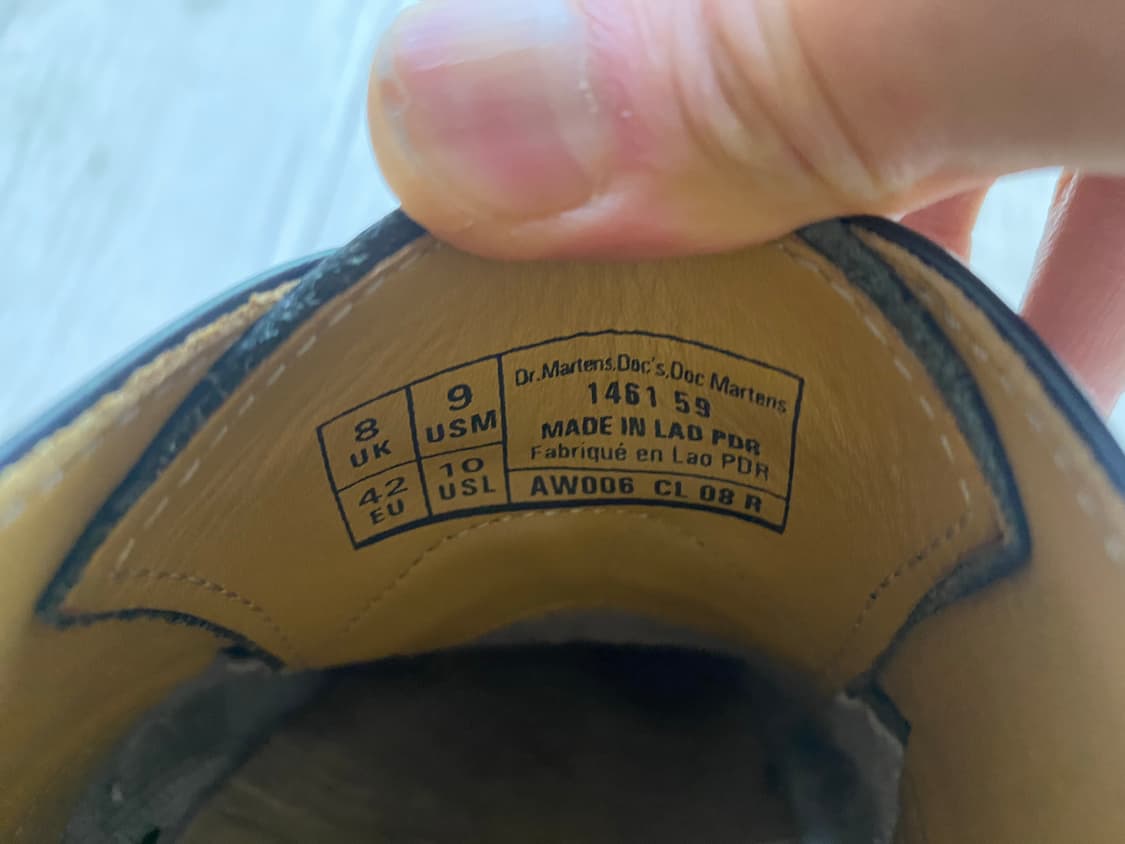 8
UK
9
USM
42
EU
10
USL
Dr.Martens,Doc's,Doc Martens
1461 59
MADE IN LAO PDR
Fabriqué en Lao PDR
AW006 CL 08 R